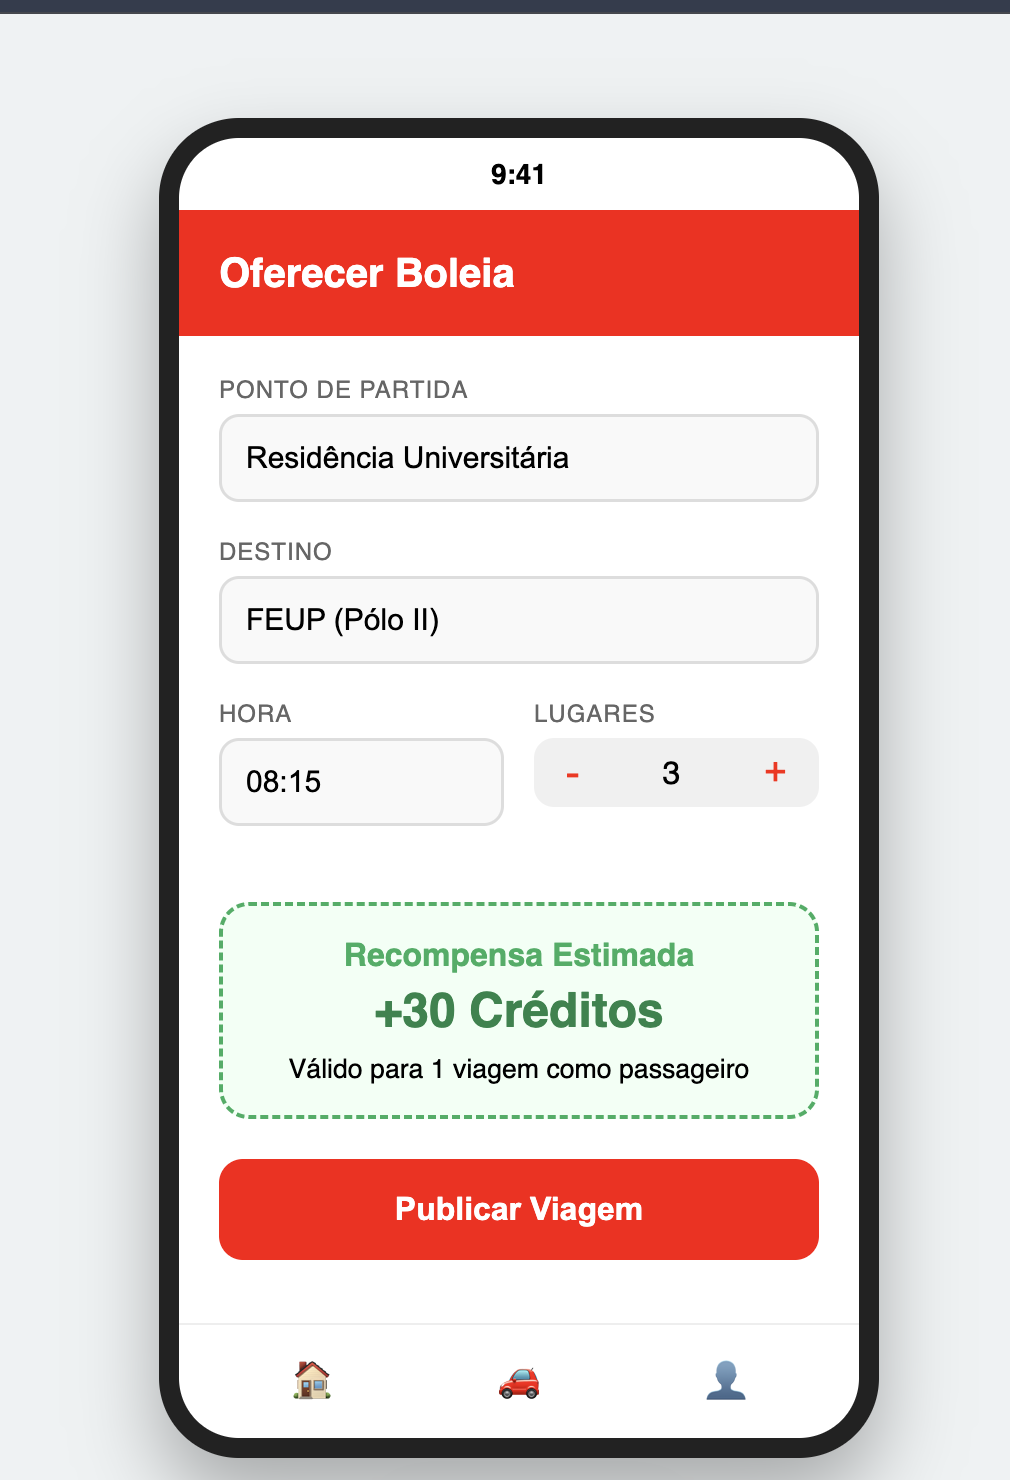 9:41
Oferecer Boleia
PONTO DE PARTIDA
Residência Universitária
DESTINO
FEUP (Pólo II)
HORA
LUGARES
08:15
- 3 +
Recompensa Estimada
+30 Créditos
Válido para 1 viagem como passageiro
Publicar Viagem